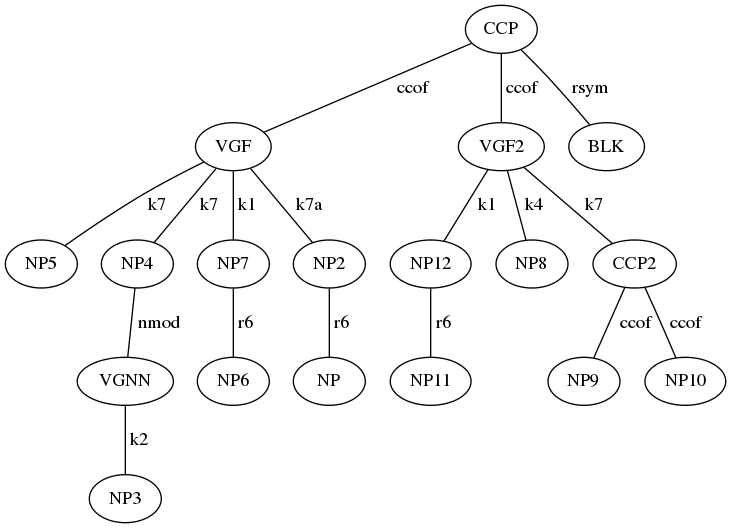 CCP
ccof ccof rsym
VGF VGF2 BLK
k7 k7 k1 k7a k1 k4 k7
NP5 NP4 NP7 NP2 NP12 NP8 CCP2
nmod r6 r6 r6 ccof ccof
VGNN NP6 NP NP11 NP9 NP10
k2
NP3